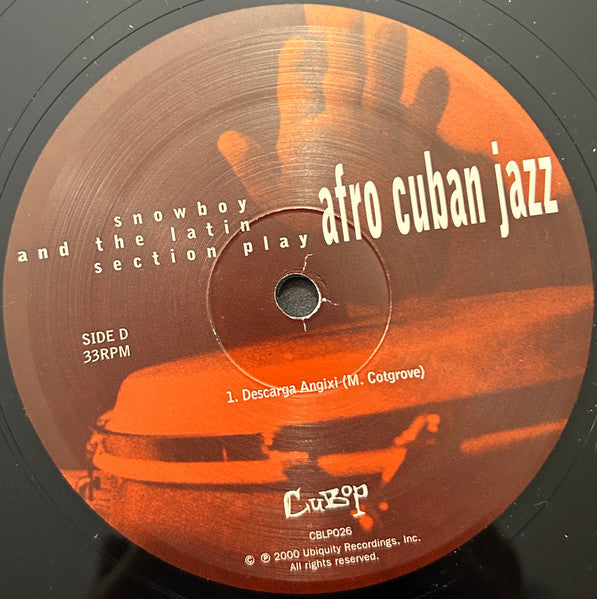 snowboy
and the latin
section play
afro cuban jazz
SIDE D
33RPM
1. Descarga Angixi (M. Cotgrove)
CuBop
CBLP026
© ℗ 2000 Ubiquity Recordings, Inc.
All rights reserved.